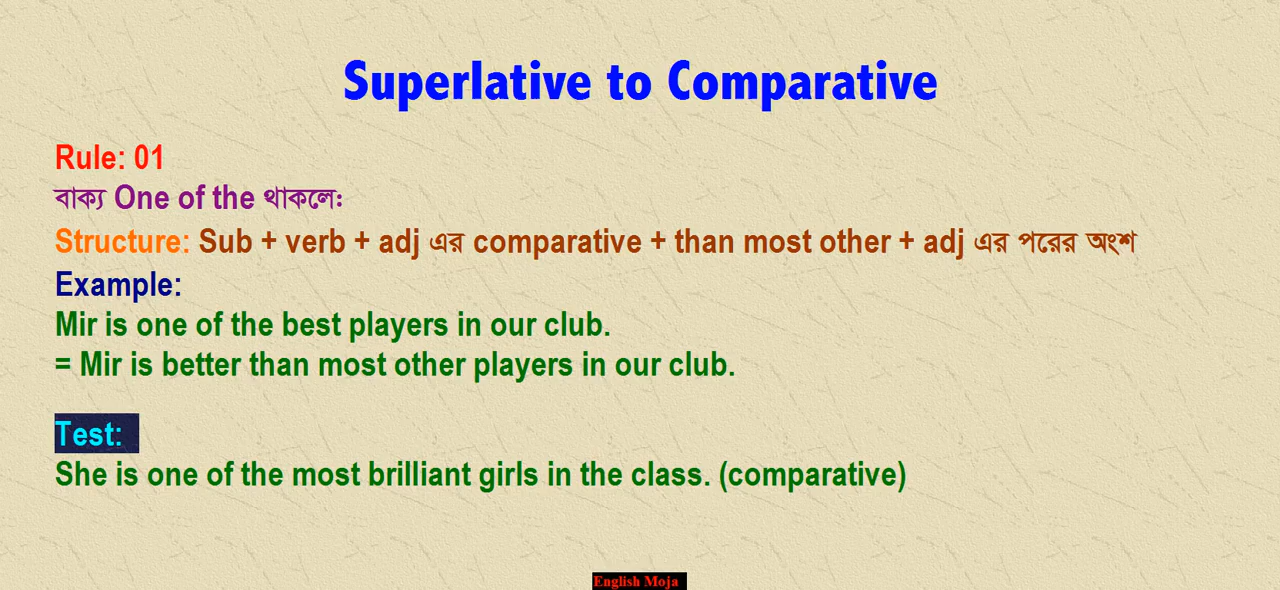 Superlative to Comparative
Rule: 01
বাক্য One of the থাকলে:
Structure: Sub + verb + adj এর comparative + than most other + adj এর পরের অংশ
Example:
Mir is one of the best players in our club.
= Mir is better than most other players in our club.
Test:
She is one of the most brilliant girls in the class. (comparative)
English Moja